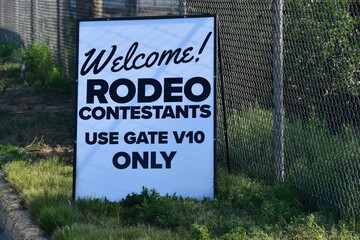 Welcome!
RODEO
CONTESTANTS
USE GATE V10
ONLY